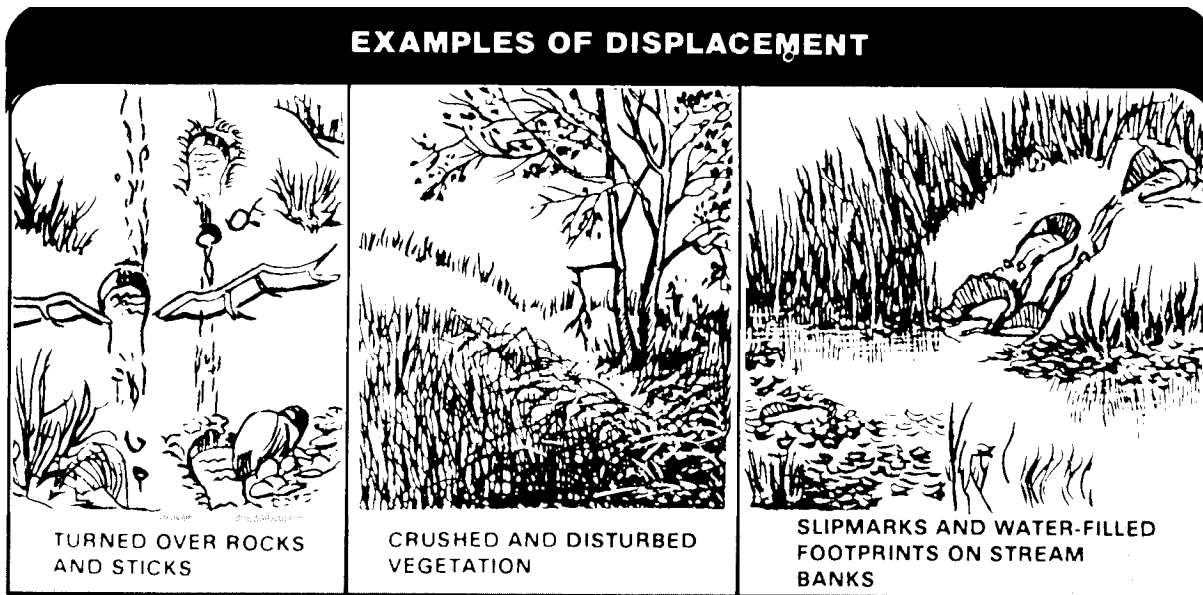 EXAMPLES OF DISPLACEMENT
TURNED OVER ROCKS
AND STICKS
CRUSHED AND DISTURBED
VEGETATION
SLIPMARKS AND WATER-FILLED
FOOTPRINTS ON STREAM
BANKS